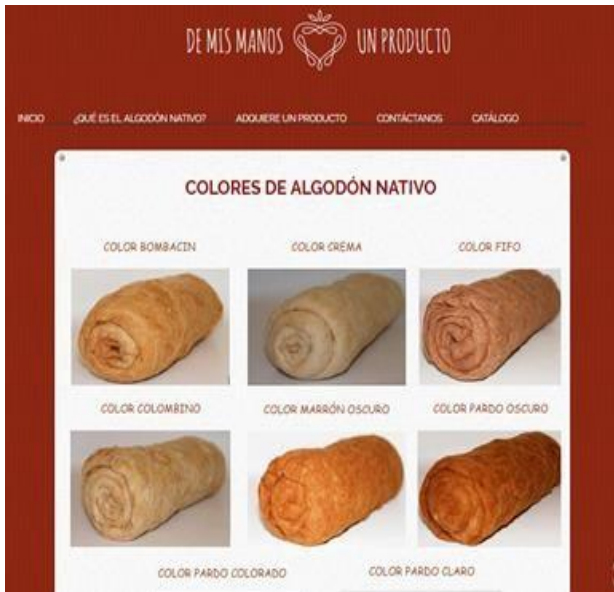 DE MIS MANOS UN PRODUCTO
INICIO ¿QUÉ ES EL ALGODÓN NATIVO? ADQUIERE UN PRODUCTO CONTÁCTANOS CATÁLOGO
COLORES DE ALGODÓN NATIVO
COLOR BOMBACIN COLOR CREMA COLOR FIFO
COLOR COLOMBINO COLOR MARRÓN OSCURO COLOR PARDO OSCURO
COLOR PARDO COLORADO COLOR PARDO CLARO